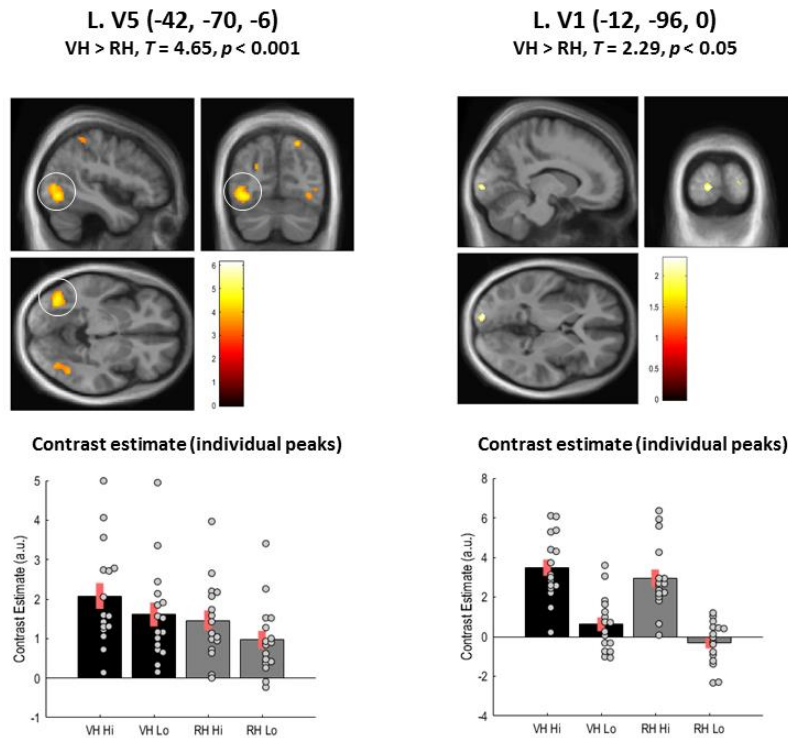 L. V5 (-42, -70, -6)
VH > RH, T = 4.65, p < 0.001
6
5
4
3
2
1
0
Contrast estimate (individual peaks)
Contrast Estimate (a.u.)
5
4
3
2
1
0
-1
VH Hi VH Lo RH Hi RH Lo
L. V1 (-12, -96, 0)
VH > RH, T = 2.29, p < 0.05
2
1.5
1
0.5
0
Contrast estimate (individual peaks)
Contrast Estimate (a.u.)
8
6
4
2
0
-2
-4
VH Hi VH Lo RH Hi RH Lo